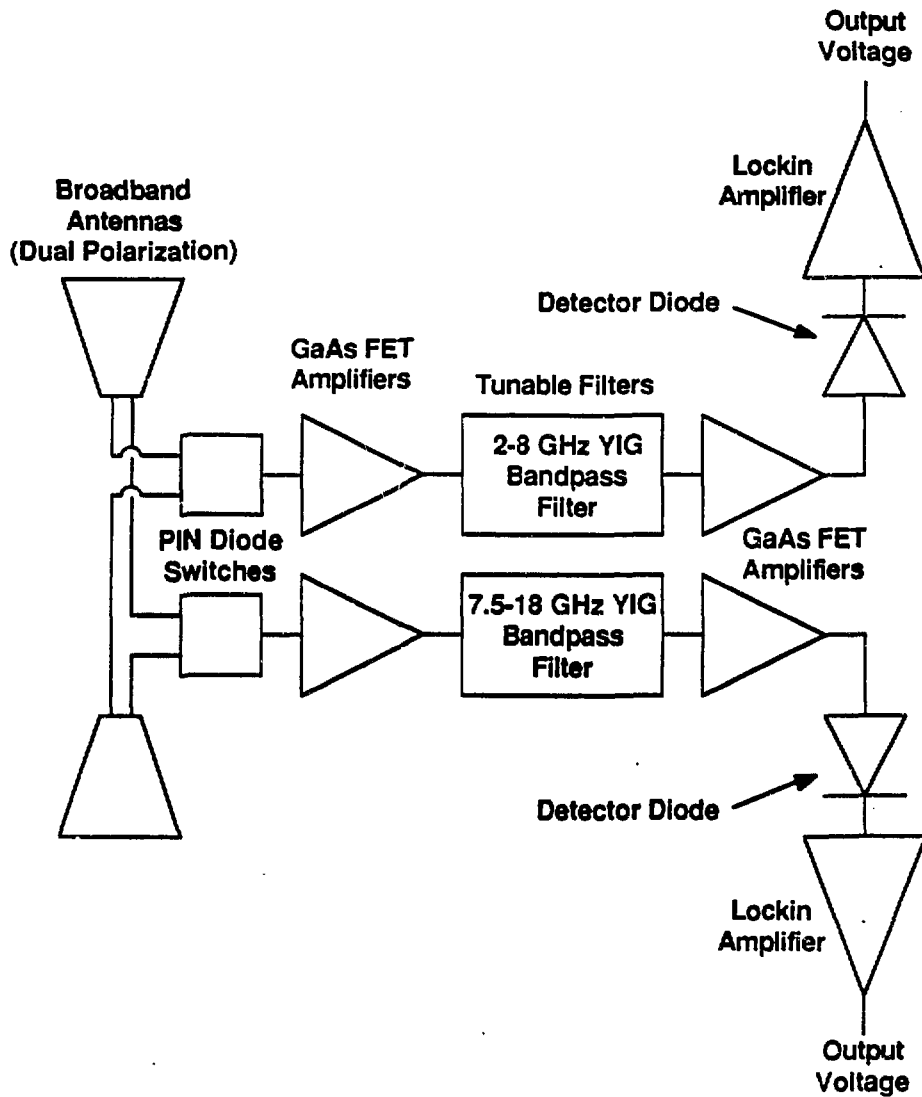 Output
Voltage
Lockin
Amplifier
Broadband
Antennas
(Dual Polarization)
Detector Diode
GaAs FET
Amplifiers
Tunable Filters
2-8 GHz YIG
Bandpass
Filter
PIN Diode
Switches
GaAs FET
Amplifiers
7.5-18 GHz YIG
Bandpass
Filter
Detector Diode
Lockin
Amplifier
Output
Voltage